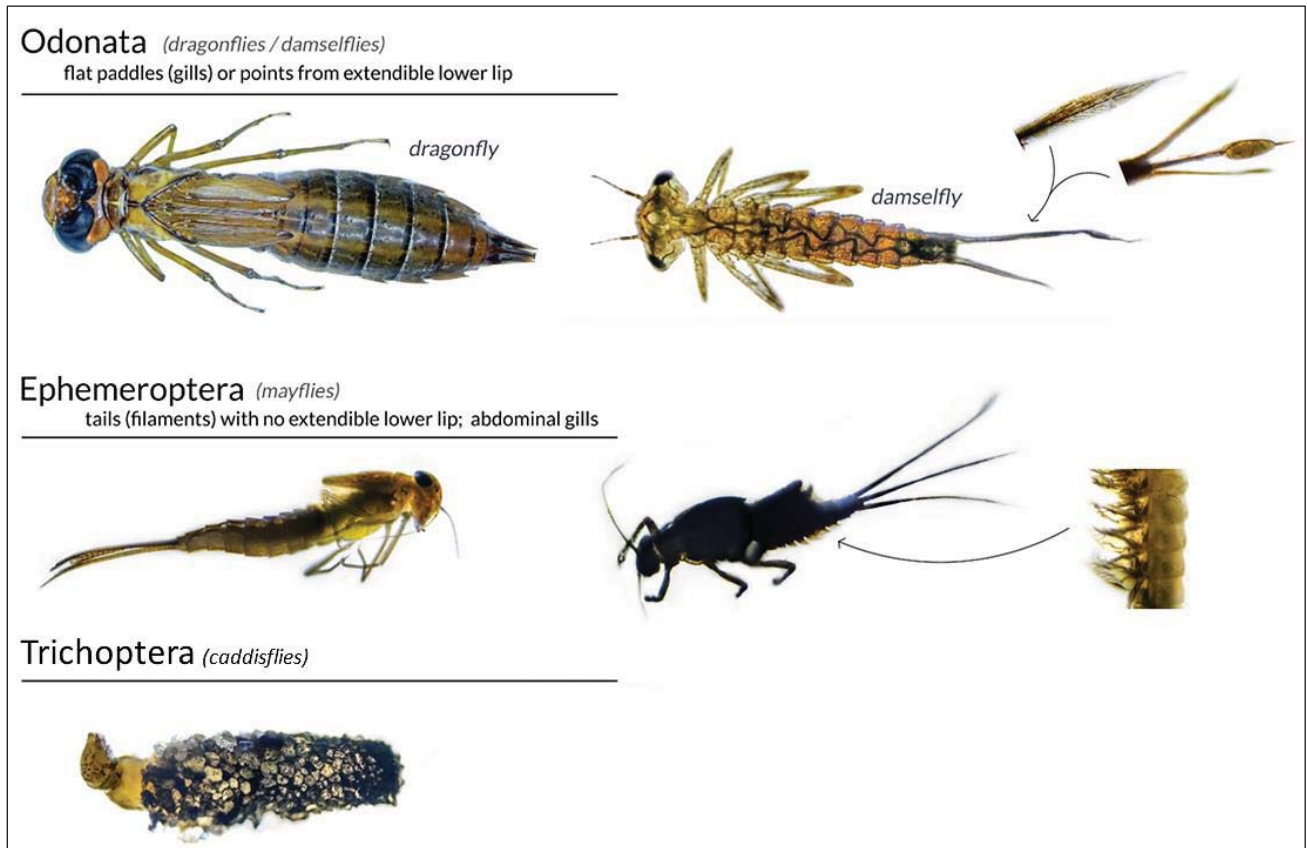 Odonata (dragonflies / damselflies)
flat paddles (gills) or points from extendible lower lip
dragonfly
damselfly
Ephemeroptera (mayflies)
tails (filaments) with no extendible lower lip; abdominal gills
Trichoptera (caddisflies)